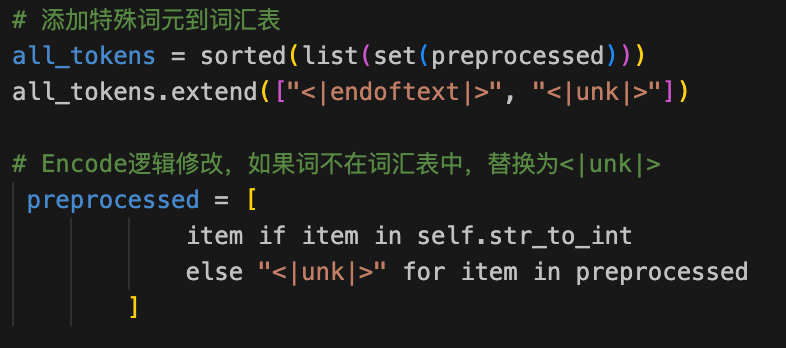 # 添加特殊词元到词汇表
all_tokens = sorted(list(set(preprocessed)))
all_tokens.extend(["<|endoftext|>", "<|unk|>"])
# Encode逻辑修改，如果词不在词汇表中，替换为<|unk|>
preprocessed = [
item if item in self.str_to_int
else "<|unk|>" for item in preprocessed
]